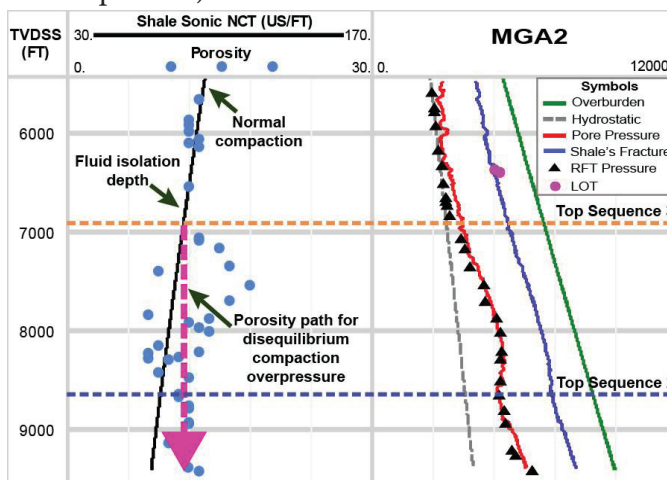 TVDSS
(FT)
Shale Sonic NCT (US/FT)
30. 170.
Porosity
0. 30.
MGA2
0. 12000
6000
7000
8000
9000
Normal
compaction
Fluid isolation
depth
Porosity path for
disequilibrium
compaction
overpressure
Symbols
Overburden
Hydrostatic
Pore Pressure
Shale's Fracture
RFT Pressure
LOT
Top Sequence
Top Sequence